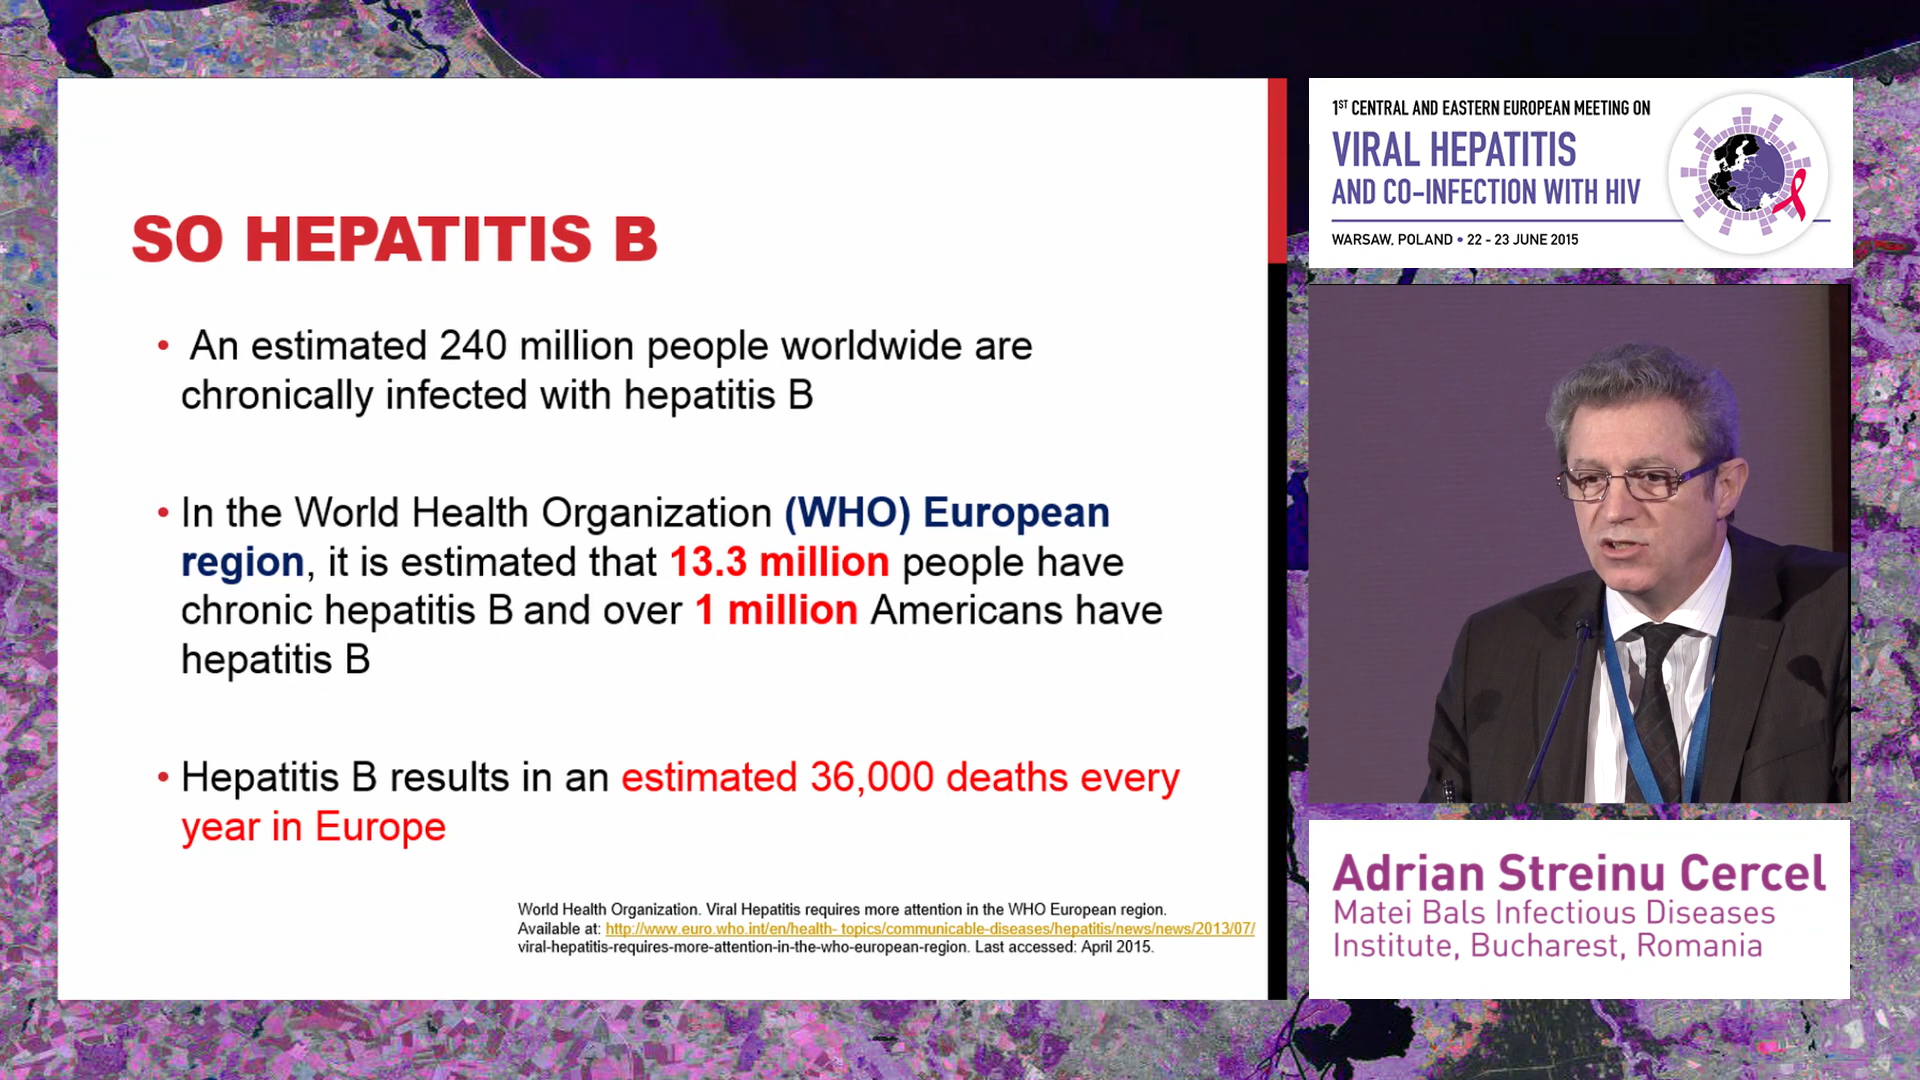 SO HEPATITIS B
• An estimated 240 million people worldwide are
chronically infected with hepatitis B
• In the World Health Organization (WHO) European
region, it is estimated that 13.3 million people have
chronic hepatitis B and over 1 million Americans have
hepatitis B
• Hepatitis B results in an estimated 36,000 deaths every
year in Europe
World Health Organization. Viral Hepatitis requires more attention in the WHO European region.
Available at: http://www.euro.who.int/en/health- topics/communicable-diseases/hepatitis/news/news/2013/07/
viral-hepatitis-requires-more-attention-in-the-who-european-region. Last accessed: April 2015.
1ST CENTRAL AND EASTERN EUROPEAN MEETING ON
VIRAL HEPATITIS
AND CO-INFECTION WITH HIV
WARSAW, POLAND • 22 - 23 JUNE 2015
Adrian Streinu Cercel
Matei Bals Infectious Diseases
Institute, Bucharest, Romania